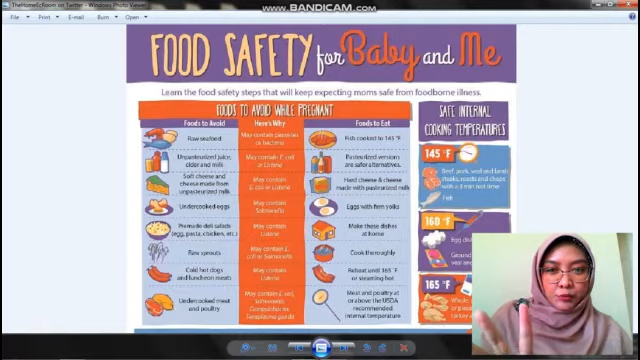 www.BANDICAM.com
TheHomeEcRoom on Twitter - Windows Photo Viewer
File Print E-mail Burn Open
FOOD SAFETY for Baby and Me
Learn the food safety steps that will keep expecting moms safe from foodborne illness.
FOODS TO AVOID WHILE PREGNANT
Foods to Avoid Here's Why Foods to Eat
Raw seafood
May contain parasites
or bacteria
Fish cooked to 145 °F
Unpasteurized juice,
cider and milk
May contain E. coli
or Listeria
Pasteurized versions
are safer alternatives.
Soft cheese and
cheese made from
unpasteurized milk
May contain
E. coli or Listeria
Hard cheese & cheese
made with pasteurized milk
Undercooked eggs
May contain
Salmonella
Eggs with firm yolks
Premade deli salads
(egg, pasta, chicken, etc.)
May contain
Listeria
Make these dishes
at home
Raw sprouts
May contain E.
coli or Salmonella
Cook thoroughly
Cold hot dogs
and luncheon meats
May contain
Listeria
Reheat until 165 °F
or steaming hot
Undercooked meat
and poultry
May contain E. coli,
Salmonella,
Meat and poultry at
or above the USDA
recommended
internal temperature
SAFE INTERNAL
COOKING TEMPERATURES
145 °F
Beef, pork, veal and lamb
steaks, roasts and chops
with a 3 min rest time
Fish
160 °F
Egg
Ground
165 °F